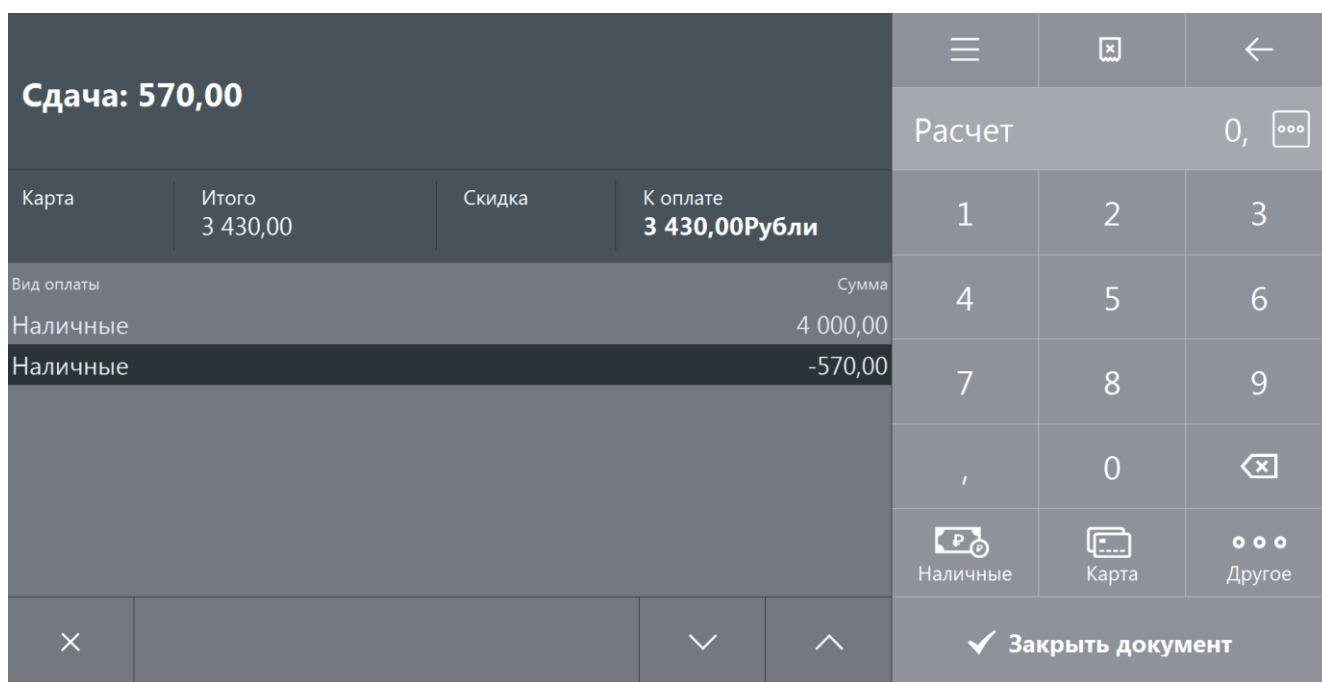 Сдача: 570,00
Карта
Итого
3 430,00
Скидка
К оплате
3 430,00Рубли
Вид оплаты Сумма
Наличные 4 000,00
Наличные -570,00
Расчет 0,
1 2 3
4 5 6
7 8 9
, 0
Наличные Карта Другое
Закрыть документ